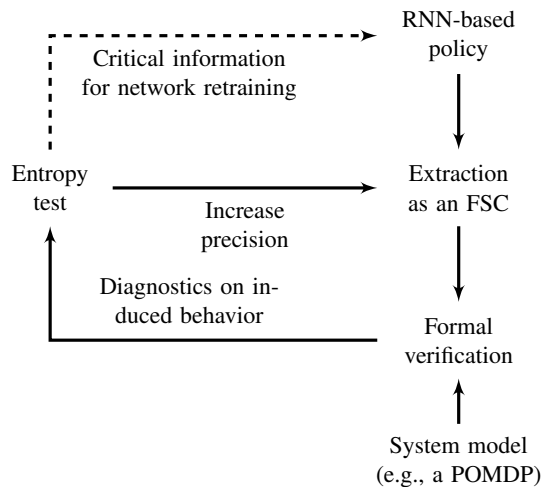 RNN-based
policy
Critical information
for network retraining
Entropy
test
Extraction
as an FSC
Increase
precision
Diagnostics on in-
duced behavior
Formal
verification
System model
(e.g., a POMDP)